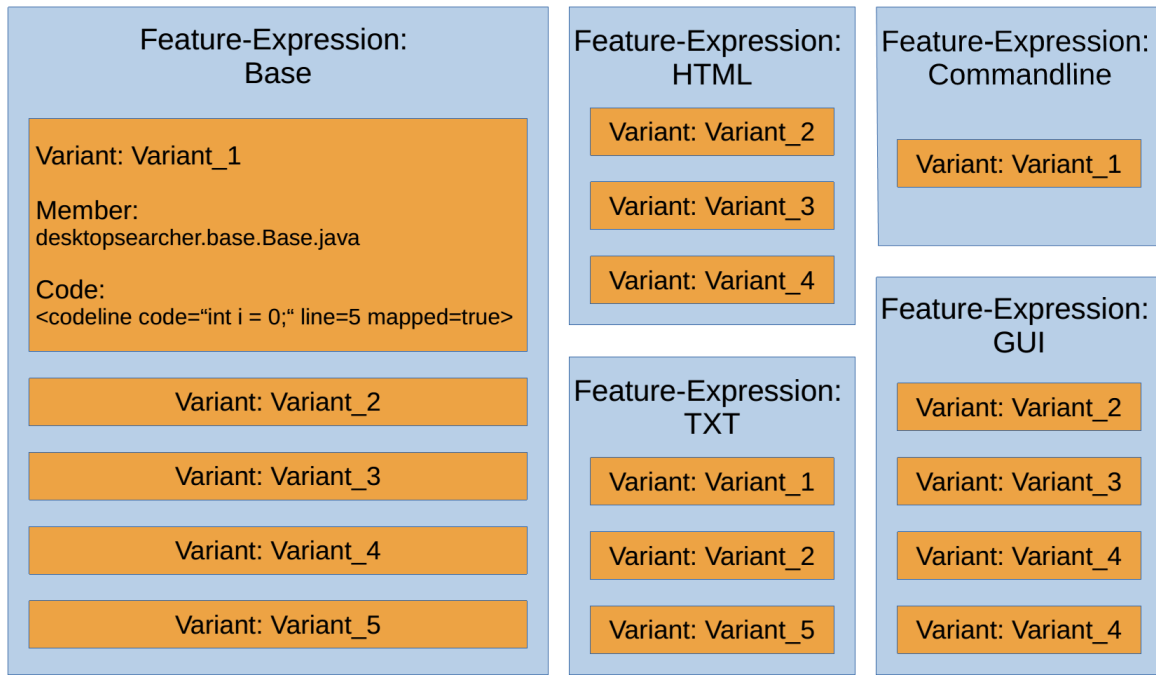 Feature-Expression:
Base
Variant: Variant_1
Member:
desktopsearcher.base.Base.java
Code:
<codeline code=“int i = 0;“ line=5 mapped=true>
Variant: Variant_2
Variant: Variant_3
Variant: Variant_4
Variant: Variant_5
Feature-Expression:
HTML
Variant: Variant_2
Variant: Variant_3
Variant: Variant_4
Feature-Expression:
TXT
Variant: Variant_1
Variant: Variant_2
Variant: Variant_5
Feature-Expression:
Commandline
Variant: Variant_1
Feature-Expression:
GUI
Variant: Variant_2
Variant: Variant_3
Variant: Variant_4
Variant: Variant_4